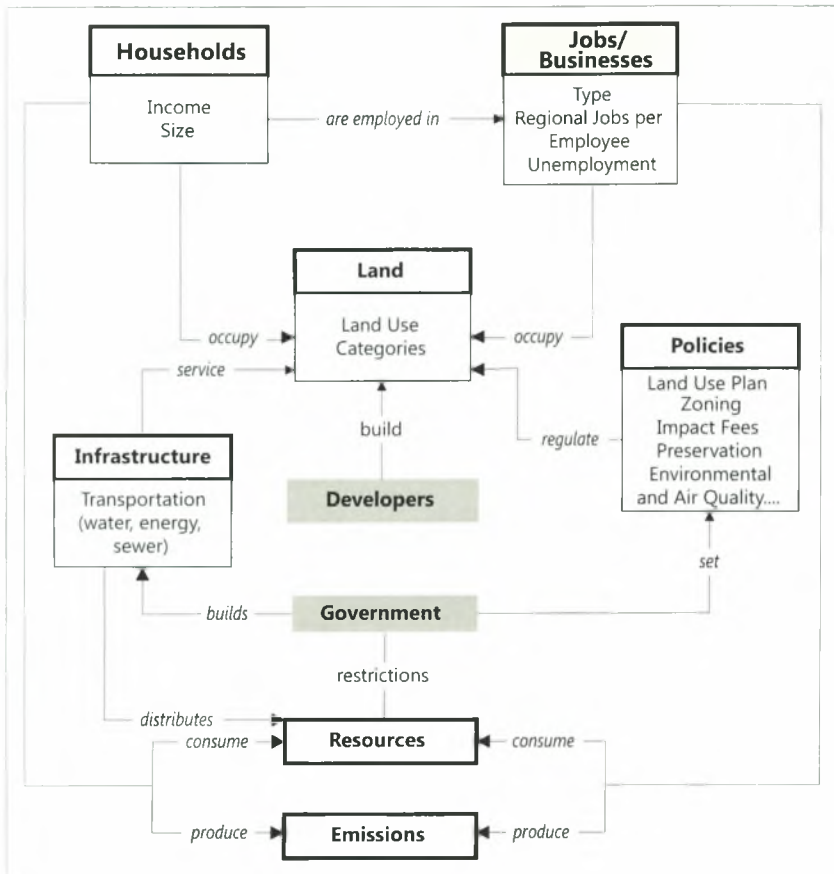 Households
Income
Size
are employed in
Jobs/
Businesses
Type
Regional Jobs per
Employee
Unemployment
Land
Land Use
Categories
occupy
occupy
service
Policies
Land Use Plan
Zoning
Impact Fees
Preservation
Environmental
and Air Quality....
build
regulate
Infrastructure
Transportation
(water, energy,
sewer)
Developers
set
builds
Government
restrictions
distributes
consume
Resources
consume
produce
Emissions
produce